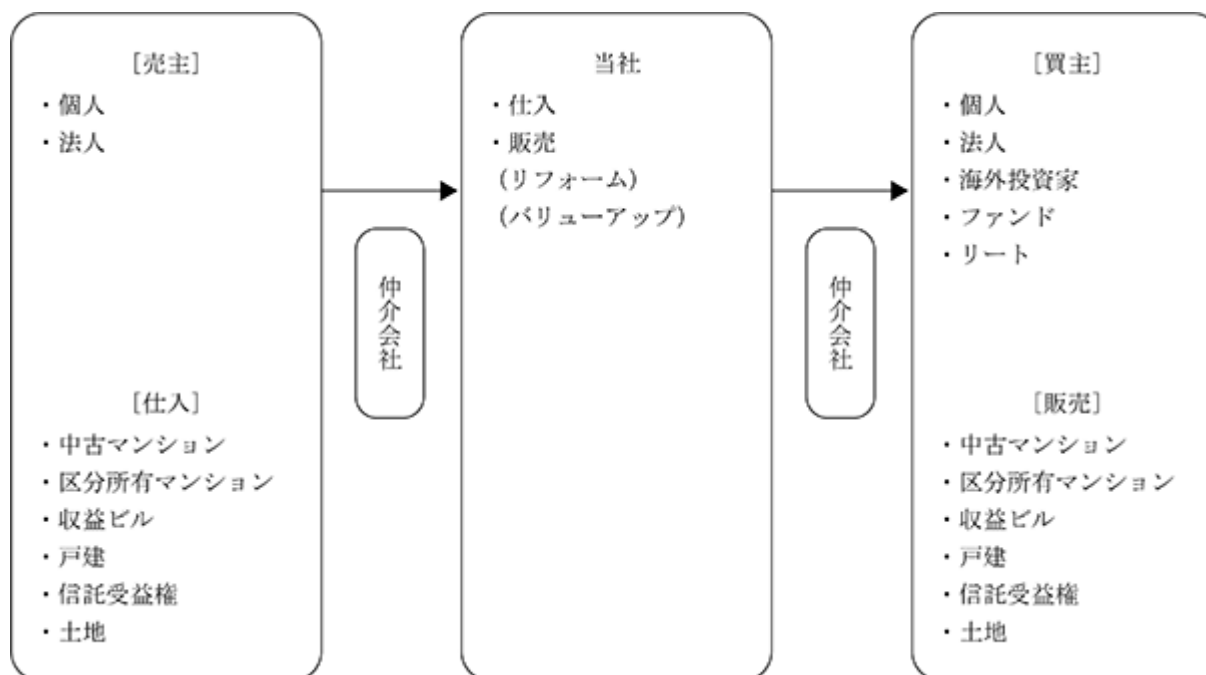 [売主]
・個人
・法人
[仕入]
・中古マンション
・区分所有マンション
・収益ビル
・戸建
・信託受益権
・土地
仲介会社
当社
・仕入
・販売
(リフォーム)
(バリューアップ)
仲介会社
[買主]
・個人
・法人
・海外投資家
・ファンド
・リート
[販売]
・中古マンション
・区分所有マンション
・収益ビル
・戸建
・信託受益権
・土地